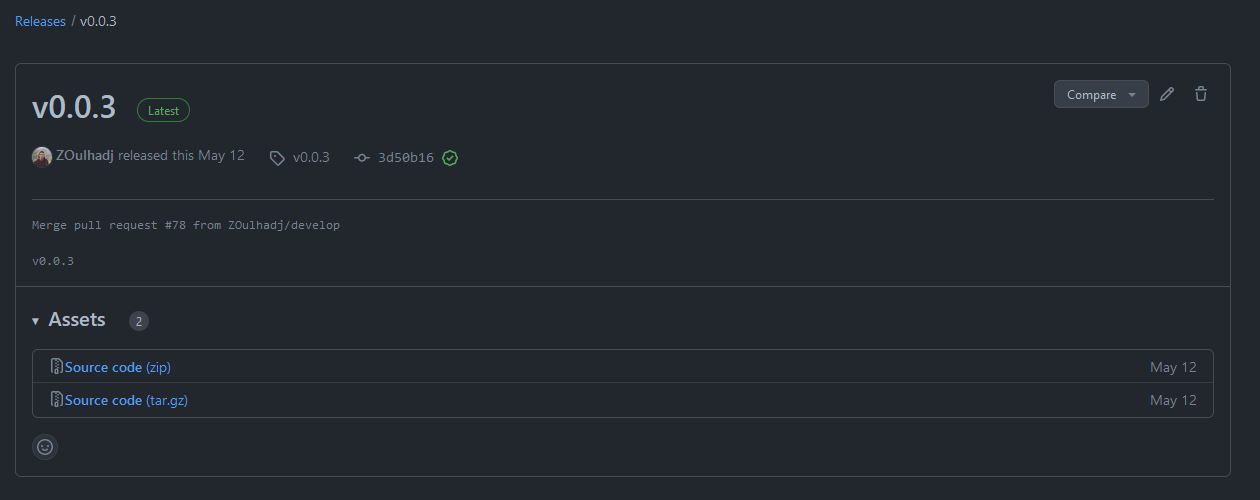 Releases / v0.0.3
v0.0.3 Latest Compare
ZOulhadj released this May 12 v0.0.3 3d50b16
Merge pull request #78 from ZOulhadj/develop
v0.0.3
Assets 2
Source code (zip) May 12
Source code (tar.gz) May 12